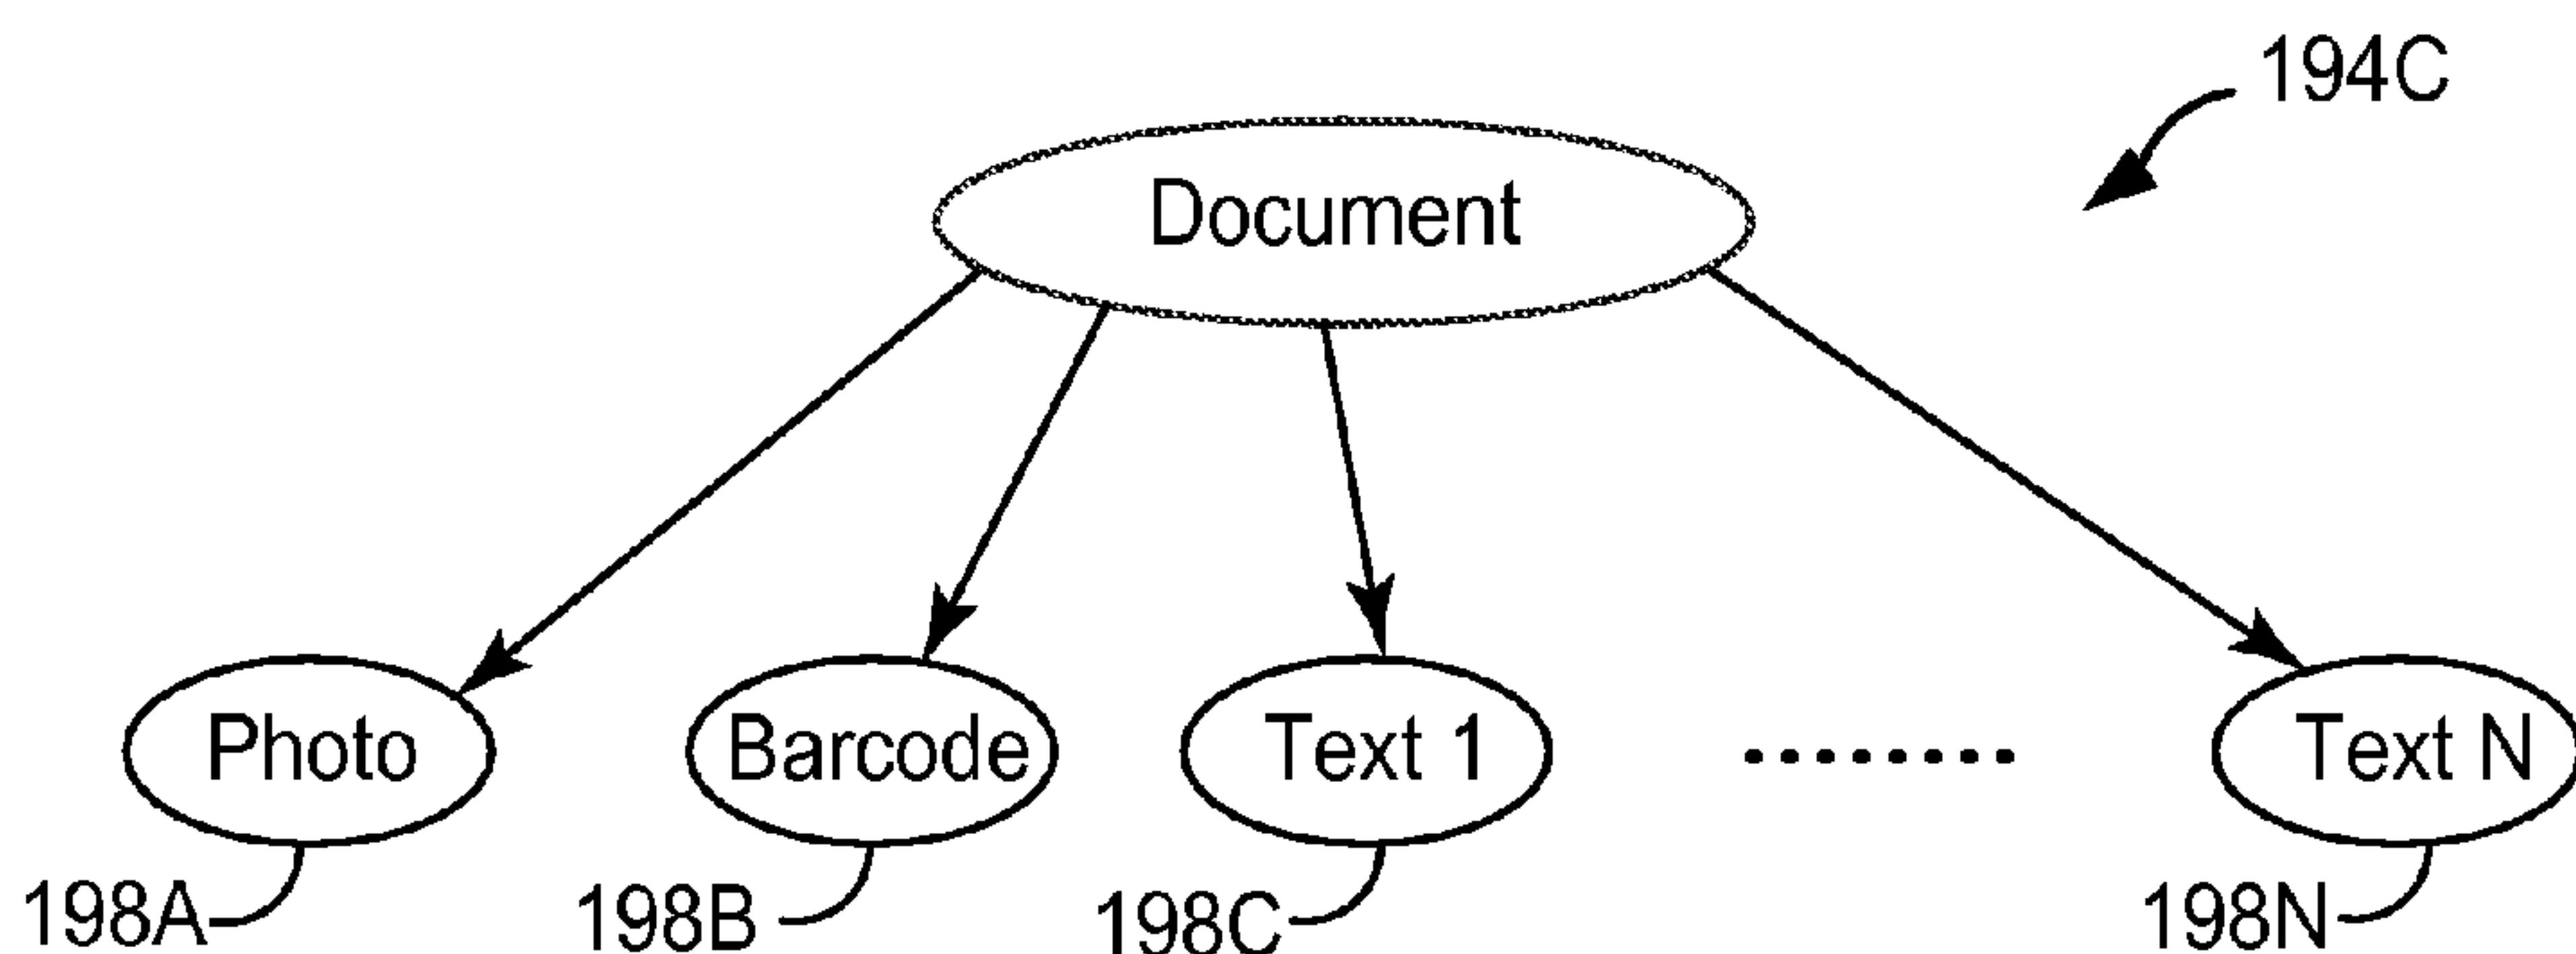 194C
Document
Photo Barcode Text 1 ........ Text N
198A 198B 198C 198N